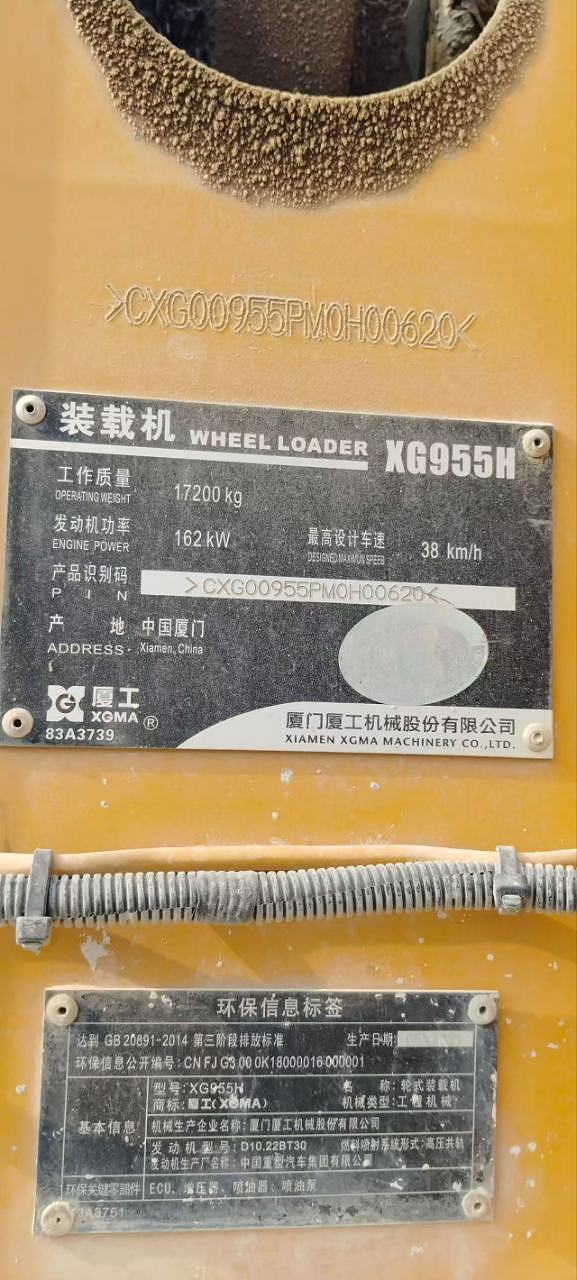 >CXG00955PM0H00620<
装载机 WHEEL LOADER XG955H
工作质量 17200 kg
OPERATING WEIGHT
发动机功率 162 kW 最高设计车速 38 km/h
ENGINE POWER
产品识别码 >CXG00955PM0H00620<
P I N
产 地 中国厦门
ADDRESS· Xiamen, China
厦工
XGMA ®
83A3739
厦门厦工机械股份有限公司
XIAMEN XGMA MACHINERY CO.,LTD.
环保信息标签
达到 GB 20891-2014 第三阶段排放标准 生产日期:
环保信息公开编号: CN FJ G3 00 0K18000016 000001
基本信息
型号: XG955H 名 称: 轮式装载机
商标: 厦工(XGMA) 机械类型: 工程机械
机械生产企业名称: 厦门厦工机械股份有限公司
发动机型号: D10.22BT30 燃料喷射系统形式: 高压共轨
发动机生产厂名称: 中国重型汽车集团有限公司
环保关键零部件 ECU、增压器、喷油器、喷油泵